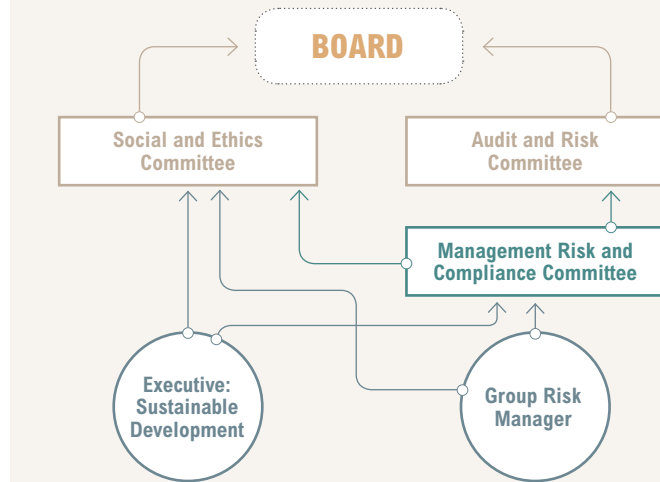 BOARD
Social and Ethics
Committee
Audit and Risk
Committee
Management Risk and
Compliance Committee
Executive:
Sustainable
Development
Group Risk
Manager